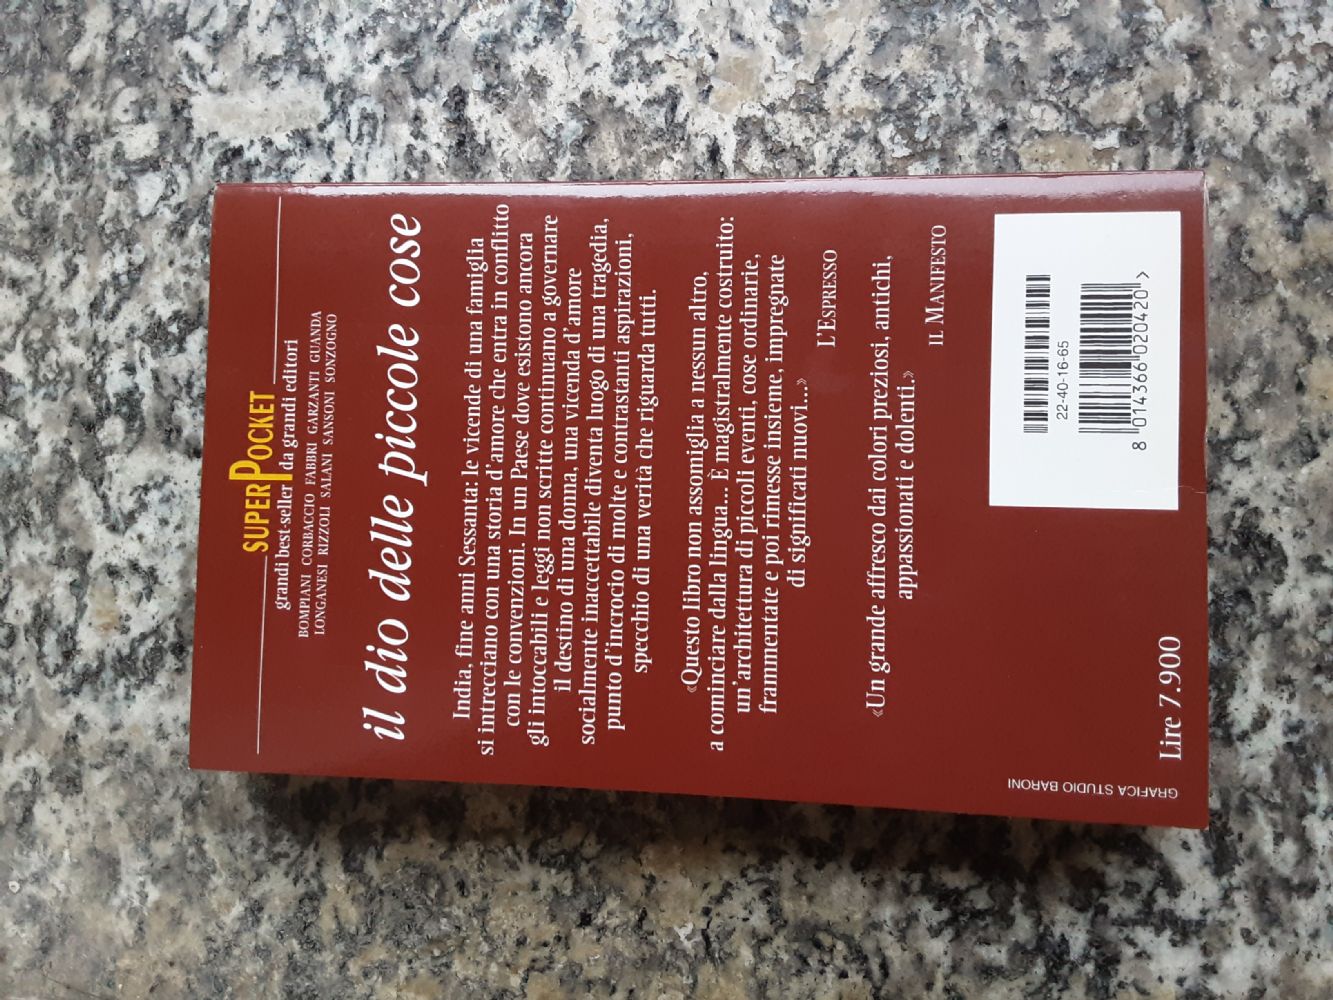 SUPERPOCKET
grandi best-seller da grandi editori
BOMPIANI CORBACCIO FABBRI GARZANTI GUANDA
LONGANESI RIZZOLI SALANI SANSONI SONZOGNO
il dio delle piccole cose
India, fine anni Sessanta: le vicende di una famiglia
si intrecciano con una storia d'amore che entra in conflitto
con le convenzioni. In un Paese dove esistono ancora
gli intoccabili e leggi non scritte continuano a governare
il destino di una donna, una vicenda d'amore
socialmente inaccettabile diventa luogo di una tragedia,
punto d'incrocio di molte e contrastanti aspirazioni,
specchio di una verità che riguarda tutti.
«Questo libro non assomiglia a nessun altro,
a cominciare dalla lingua... È magistralmente costruito:
un'architettura di piccoli eventi, cose ordinarie,
frammentate e poi rimesse insieme, impregnate
di significati nuovi...»
L'ESPRESSO
«Un grande affresco dai colori preziosi, antichi,
appassionati e dolenti.»
IL MANIFESTO
22-40-16-65
8 014366 020420 >
Lire 7.900
GRAFICA STUDIO BARONI